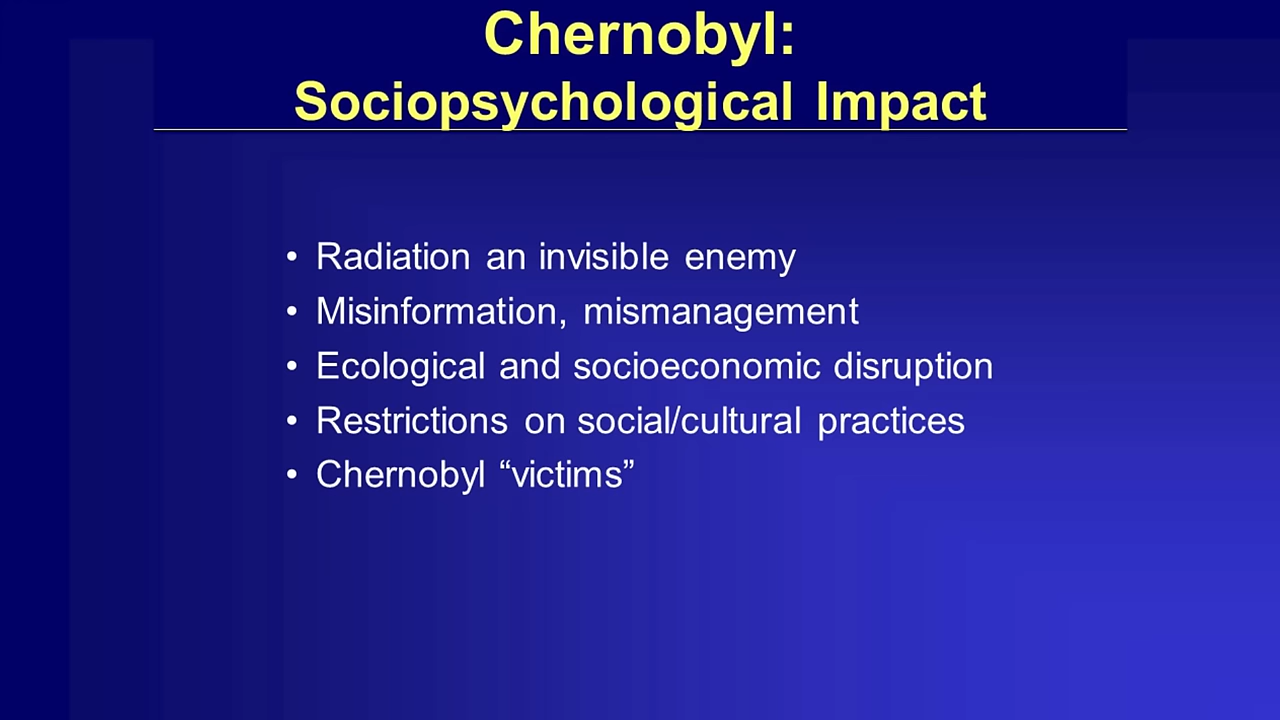 Chernobyl:
Sociopsychological Impact
• Radiation an invisible enemy
• Misinformation, mismanagement
• Ecological and socioeconomic disruption
• Restrictions on social/cultural practices
• Chernobyl “victims”